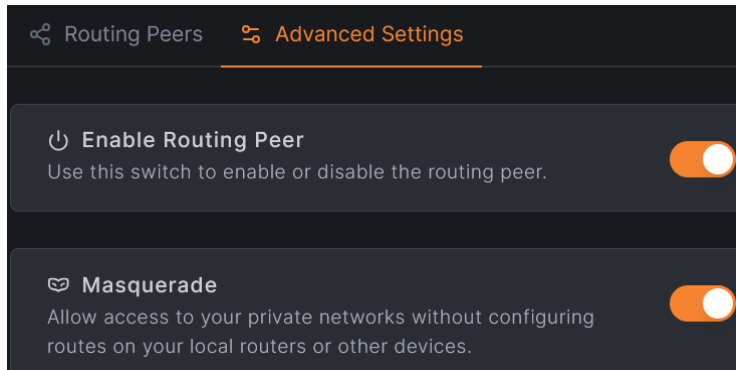 Routing Peers Advanced Settings
Enable Routing Peer
Use this switch to enable or disable the routing peer.
Masquerade
Allow access to your private networks without configuring
routes on your local routers or other devices.